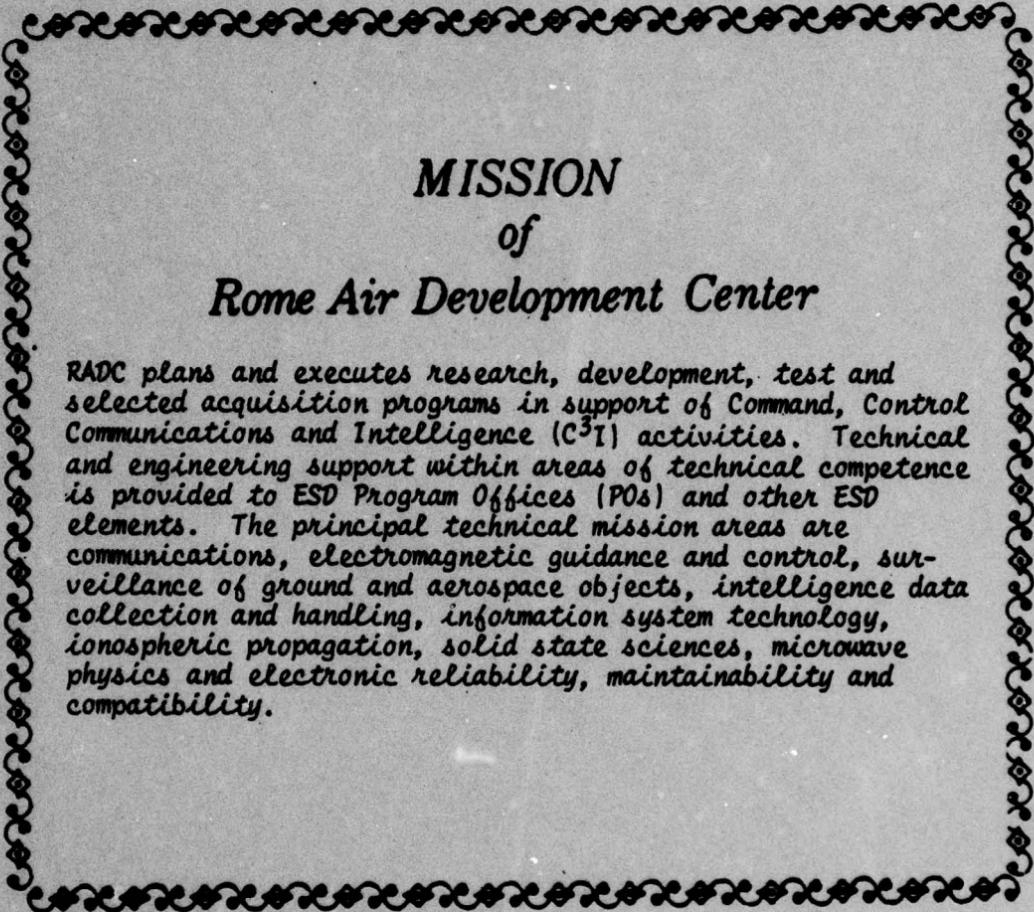 MISSION
of
Rome Air Development Center
RADC plans and executes research, development, test and
selected acquisition programs in support of Command, Control
Communications and Intelligence (C³I) activities. Technical
and engineering support within areas of technical competence
is provided to ESD Program Offices (POs) and other ESD
elements. The principal technical mission areas are
communications, electromagnetic guidance and control, sur-
veillance of ground and aerospace objects, intelligence data
collection and handling, information system technology,
ionospheric propagation, solid state sciences, microwave
physics and electronic reliability, maintainability and
compatibility.